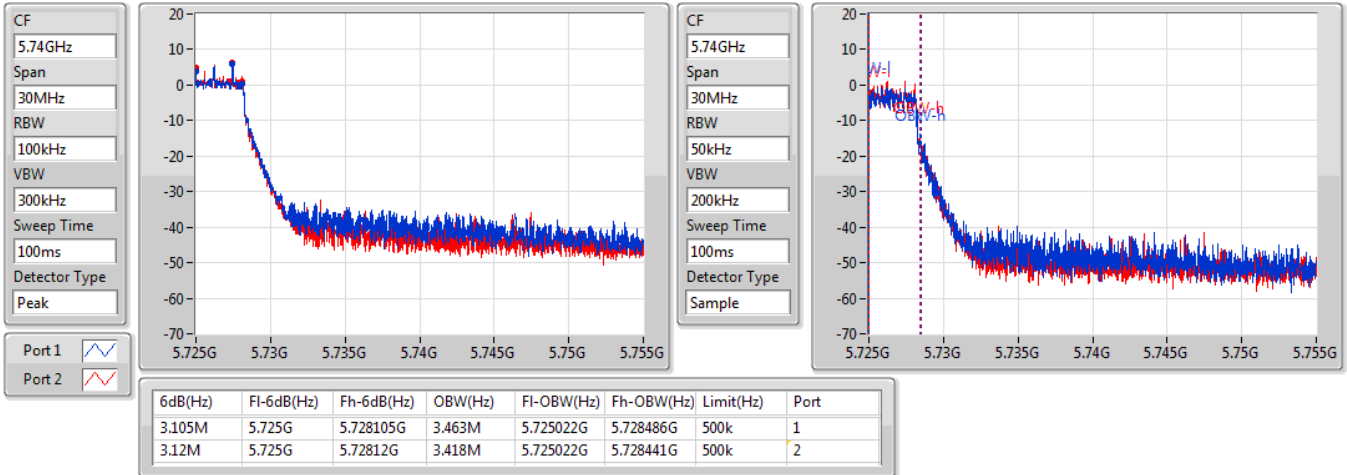 CF
5.74GHz
Span
30MHz
RBW
100kHz
VBW
300kHz
Sweep Time
100ms
Detector Type
Peak
Port 1
Port 2
20
10
0
-10
-20
-30
-40
-50
-60
-70
5.725G 5.73G 5.735G 5.74G 5.745G 5.75G 5.755G
CF
5.74GHz
Span
30MHz
RBW
50kHz
VBW
200kHz
Sweep Time
100ms
Detector Type
Sample
20
10
0
-10
-20
-30
-40
-50
-60
-70
W-l
OBW-h
5.725G 5.73G 5.735G 5.74G 5.745G 5.75G 5.755G
6dB(Hz) Fl-6dB(Hz) Fh-6dB(Hz) OBW(Hz) Fl-OBW(Hz) Fh-OBW(Hz) Limit(Hz) Port
3.105M 5.725G 5.728105G 3.463M 5.725022G 5.728486G 500k 1
3.12M 5.725G 5.72812G 3.418M 5.725022G 5.728441G 500k 2